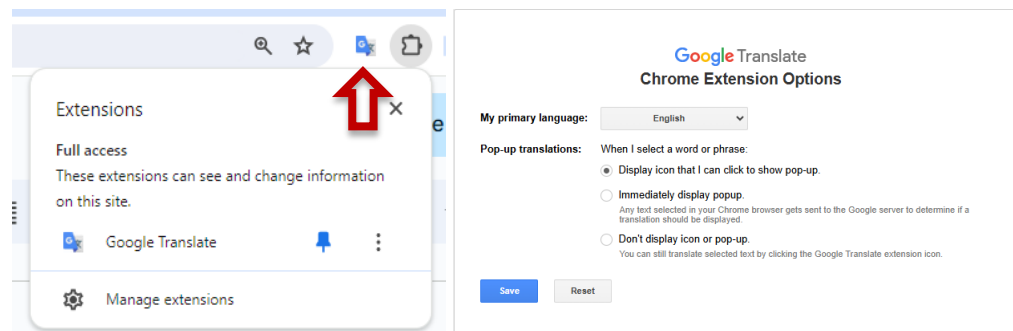 Extensions
e
Full access
These extensions can see and change information
on this site.
Google Translate
Manage extensions
Google Translate
Chrome Extension Options
My primary language: English
Pop-up translations: When I select a word or phrase:
Display icon that I can click to show pop-up.
Immediately display popup.
Any text selected in your Chrome browser gets sent to the Google server to determine if a
translation should be displayed.
Don't display icon or pop-up.
You can still translate selected text by clicking the Google Translate extension icon.
Save Reset